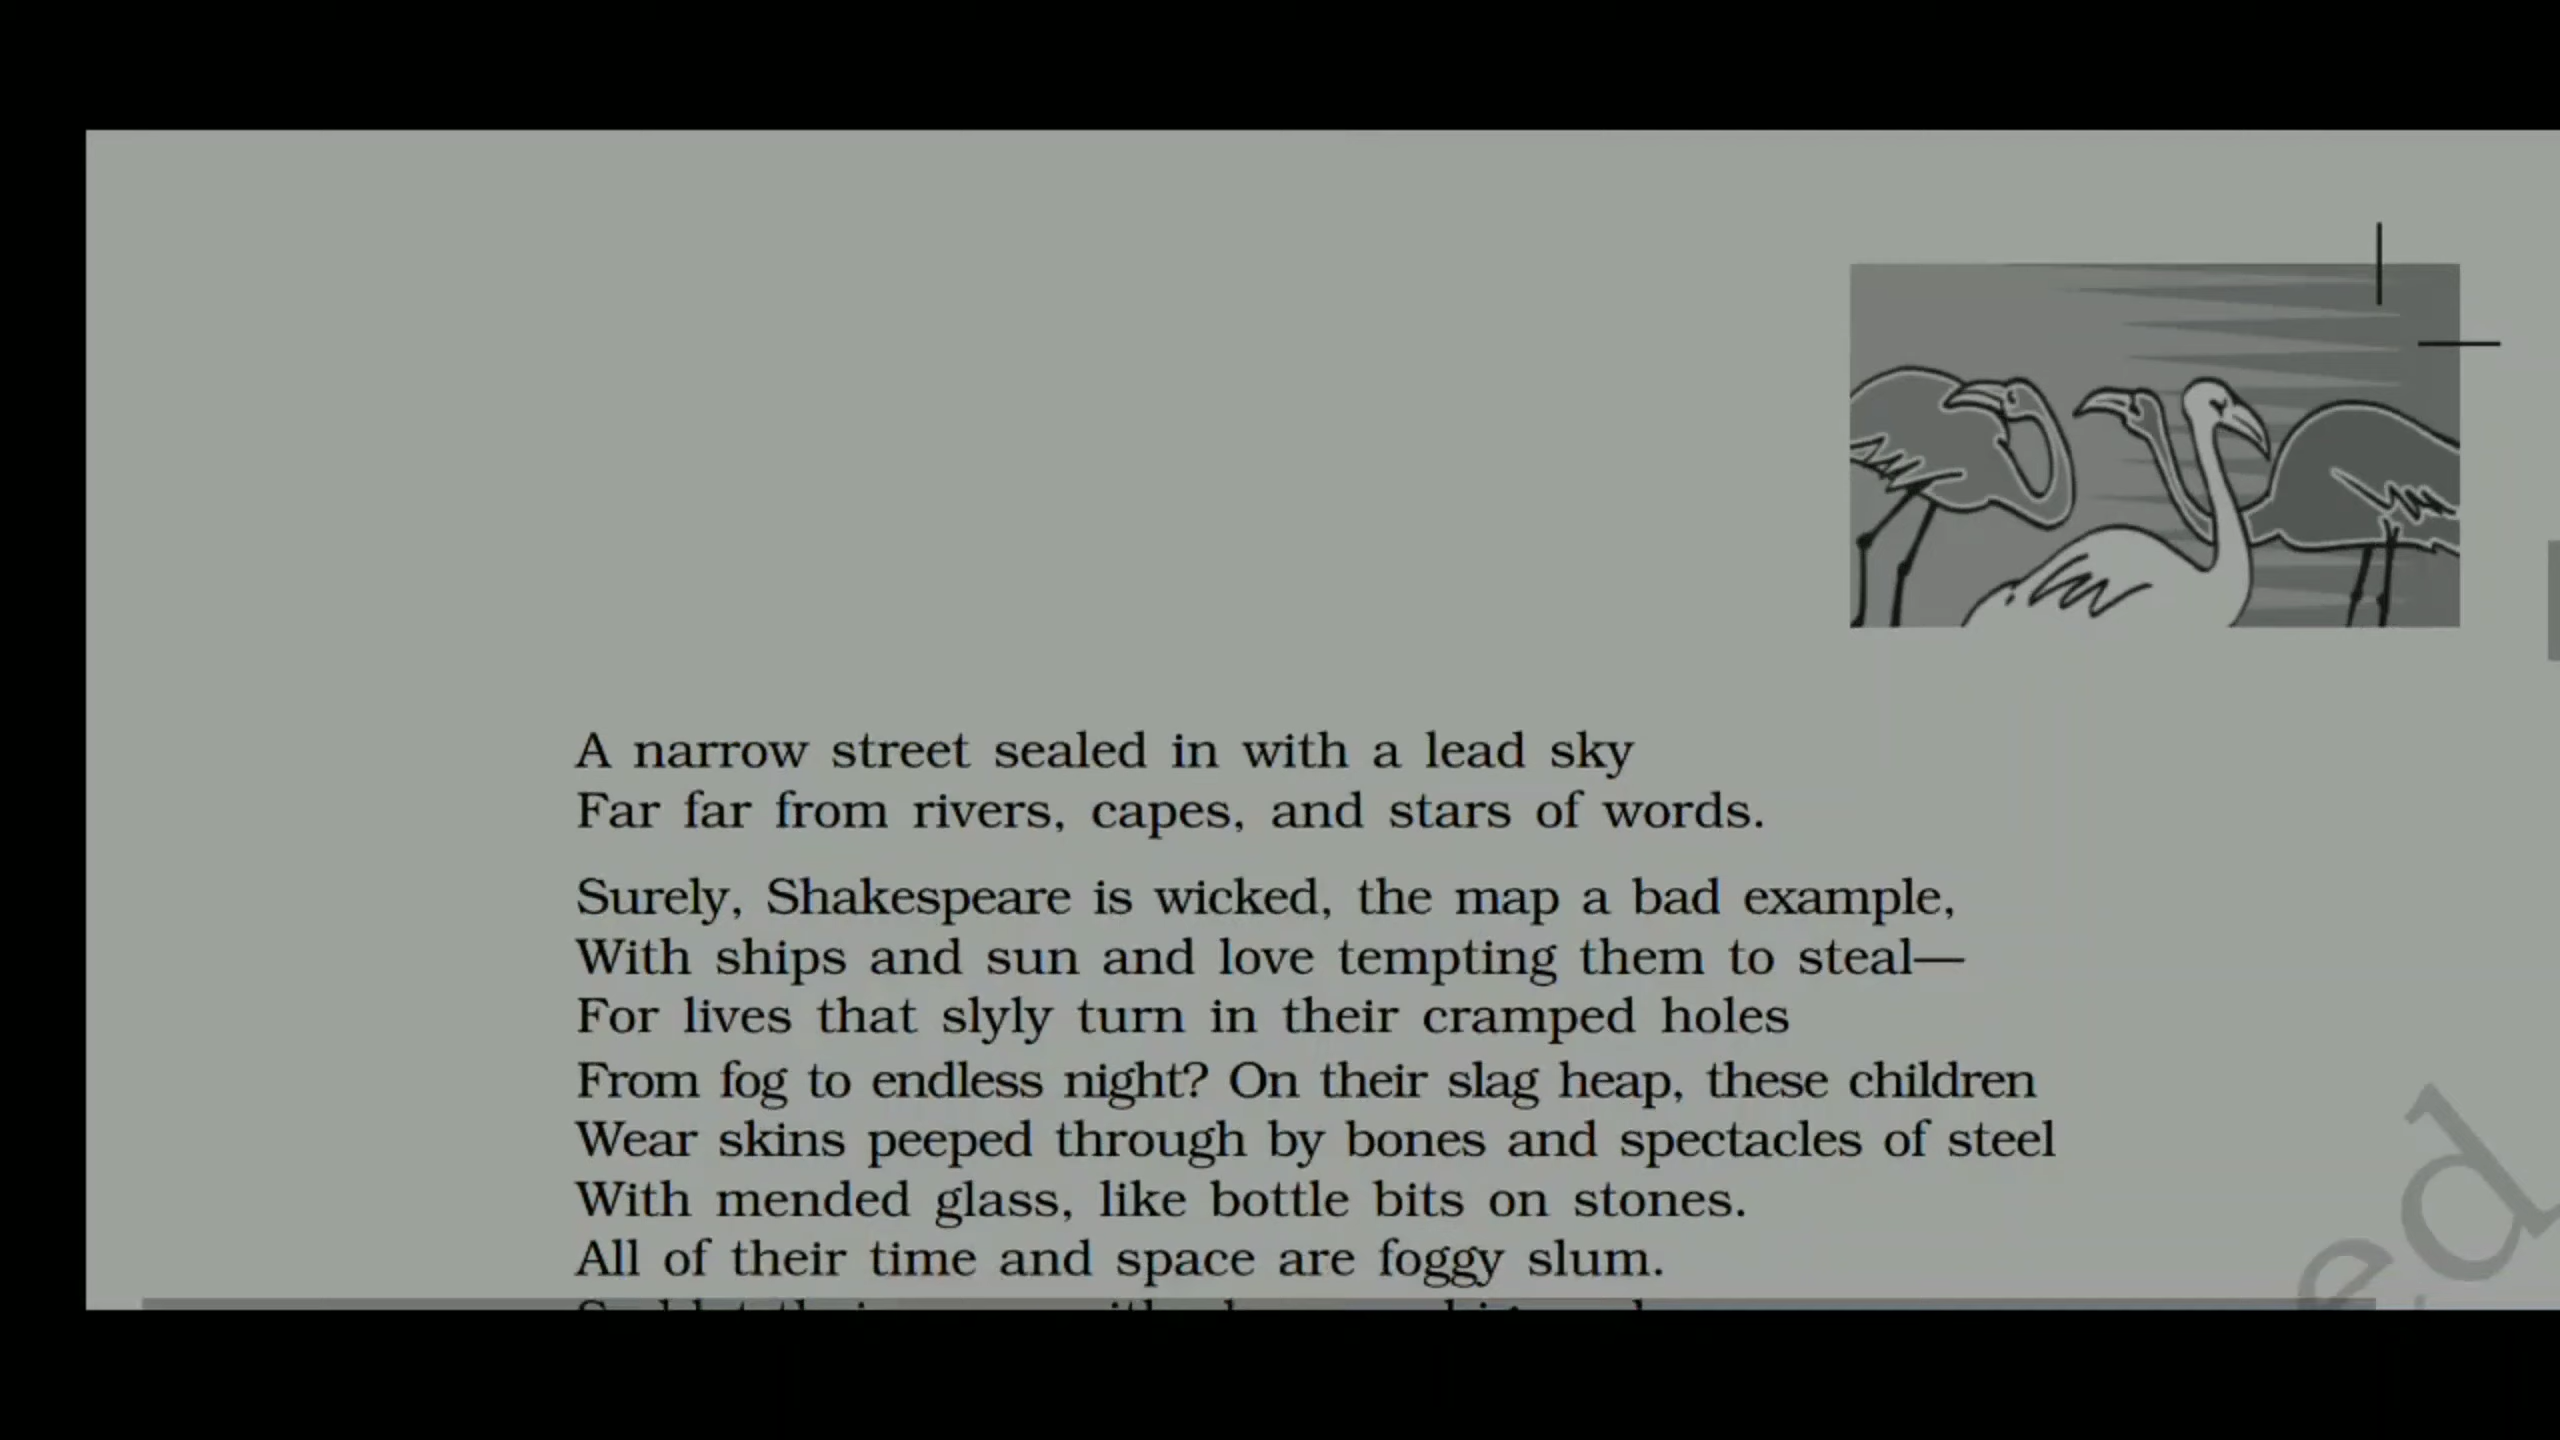 A narrow street sealed in with a lead sky
Far far from rivers, capes, and stars of words.
Surely, Shakespeare is wicked, the map a bad example,
With ships and sun and love tempting them to steal—
For lives that slyly turn in their cramped holes
From fog to endless night? On their slag heap, these children
Wear skins peeped through by bones and spectacles of steel
With mended glass, like bottle bits on stones.
All of their time and space are foggy slum.
ed